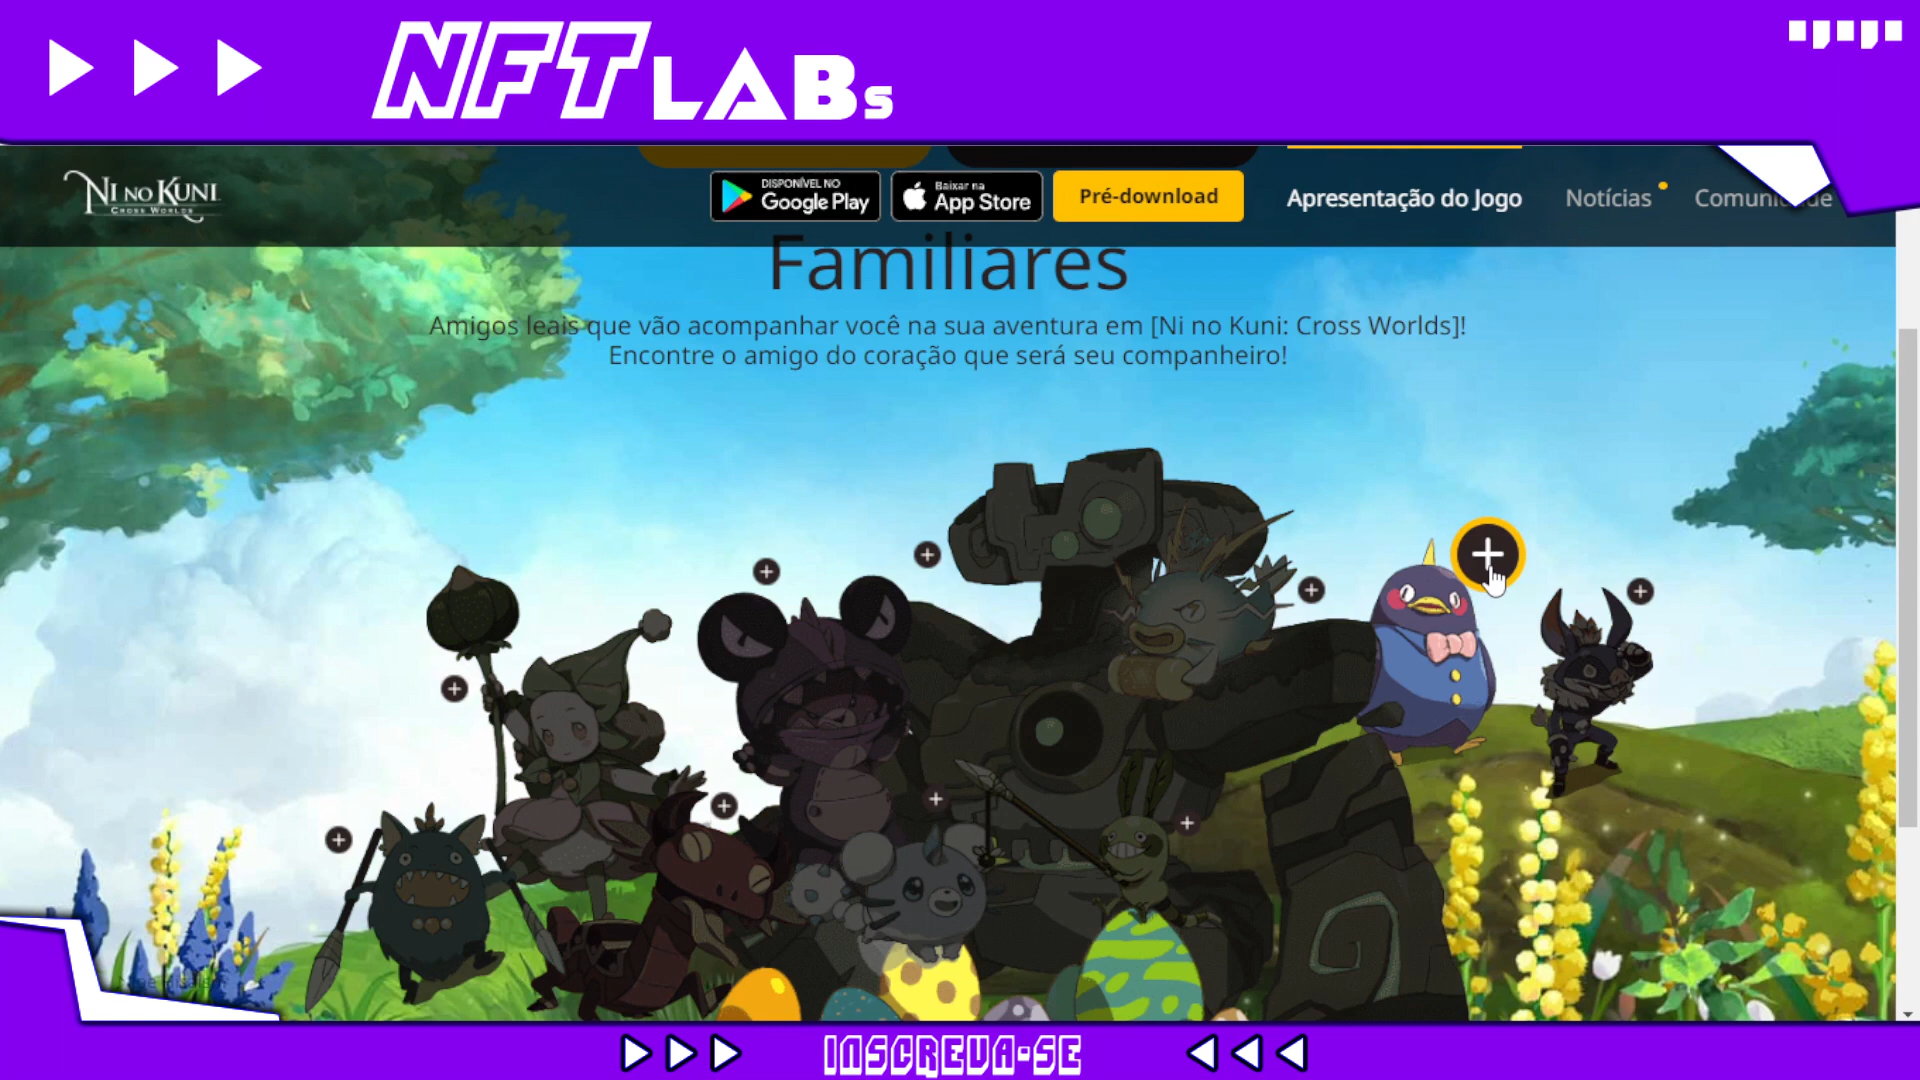 NFT LABs
NI NO KUNI
CROSS WORLDS
DISPONÍVEL NO
Google Play
Baixar na
App Store
Pré-download
Apresentação do Jogo
Notícias
Familiares
Amigos leais que vão acompanhar você na sua aventura em [Ni no Kuni: Cross Worlds]!
Encontre o amigo do coração que será seu companheiro!
INSCREVA-SE